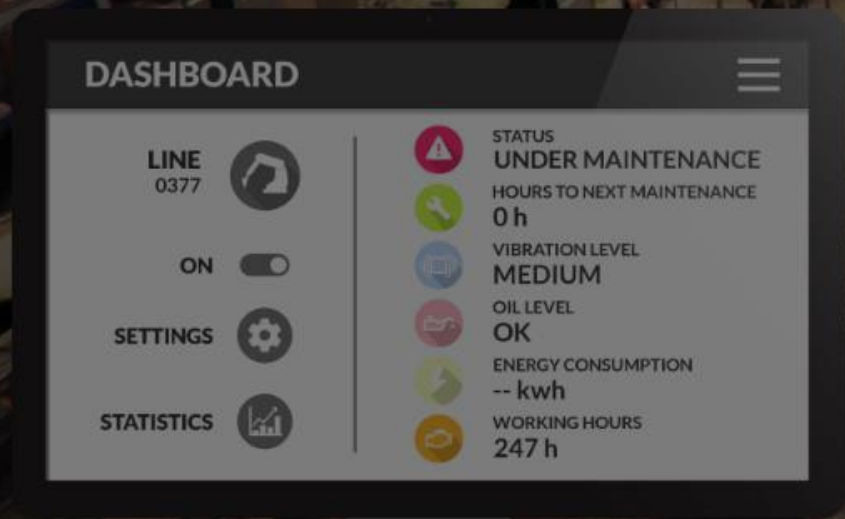 DASHBOARD
LINE
0377
ON
SETTINGS
STATISTICS
STATUS
UNDER MAINTENANCE
HOURS TO NEXT MAINTENANCE
0 h
VIBRATION LEVEL
MEDIUM
OIL LEVEL
OK
ENERGY CONSUMPTION
-- kwh
WORKING HOURS
247 h